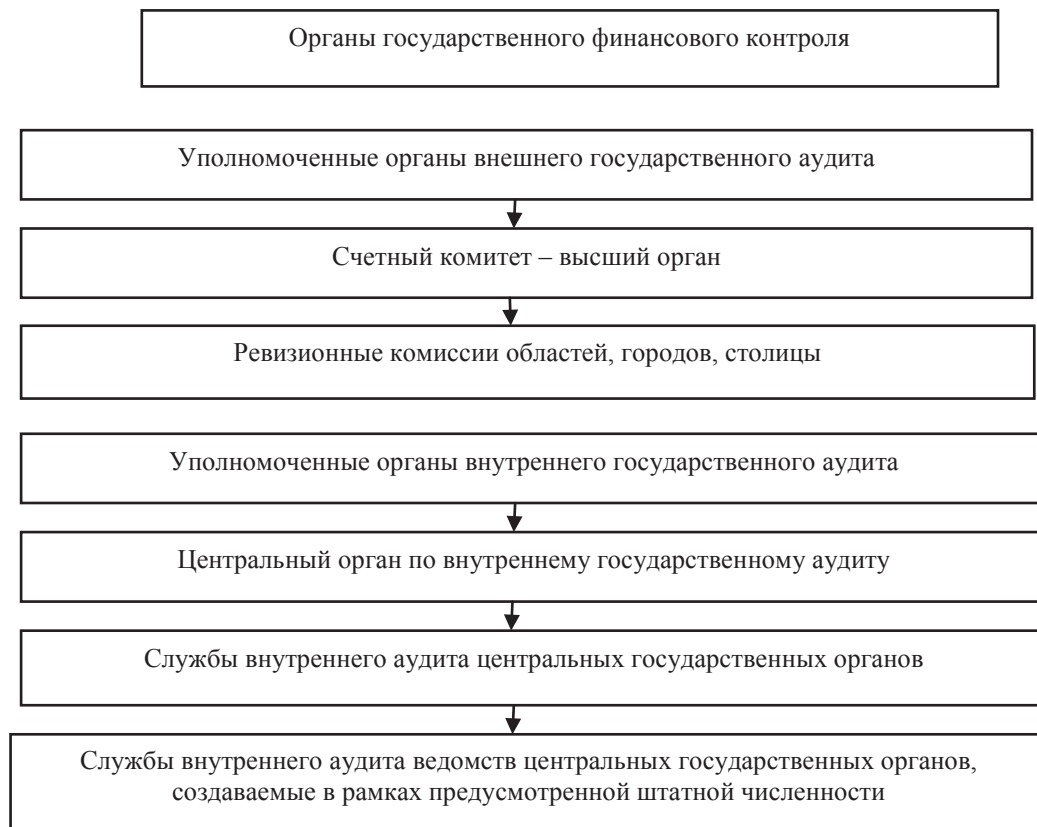 Органы государственного финансового контроля
Уполномоченные органы внешнего государственного аудита
Счетный комитет – высший орган
Ревизионные комиссии областей, городов, столицы
Уполномоченные органы внутреннего государственного аудита
Центральный орган по внутреннему государственному аудиту
Службы внутреннего аудита центральных государственных органов
Службы внутреннего аудита ведомств центральных государственных органов,
создаваемые в рамках предусмотренной штатной численности